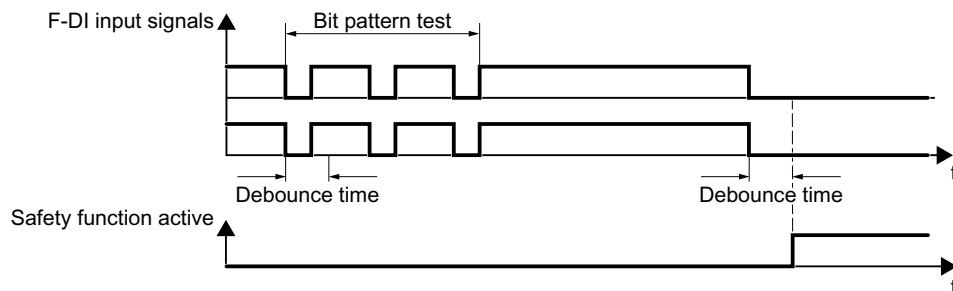 F-DI input signals
Bit pattern test
t
Debounce time
Debounce time
Safety function active
t